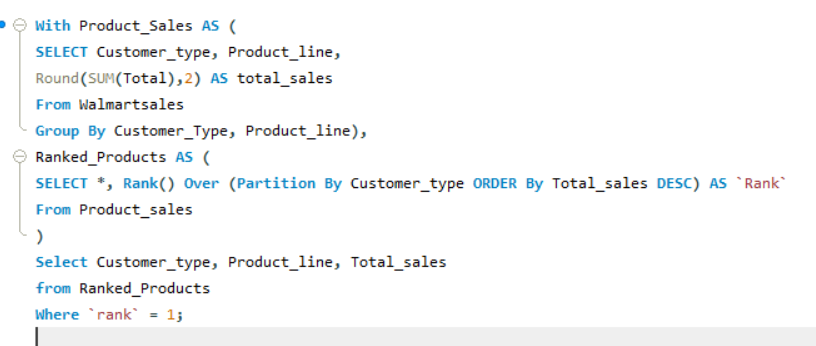 With Product_Sales AS (
SELECT Customer_type, Product_line,
Round(SUM(Total),2) AS total_sales
From Walmartsales
Group By Customer_Type, Product_line),
Ranked_Products AS (
SELECT *, Rank() Over (Partition By Customer_type ORDER By Total_sales DESC) AS `Rank`
From Product_sales
)
Select Customer_type, Product_line, Total_sales
from Ranked_Products
Where `rank` = 1;